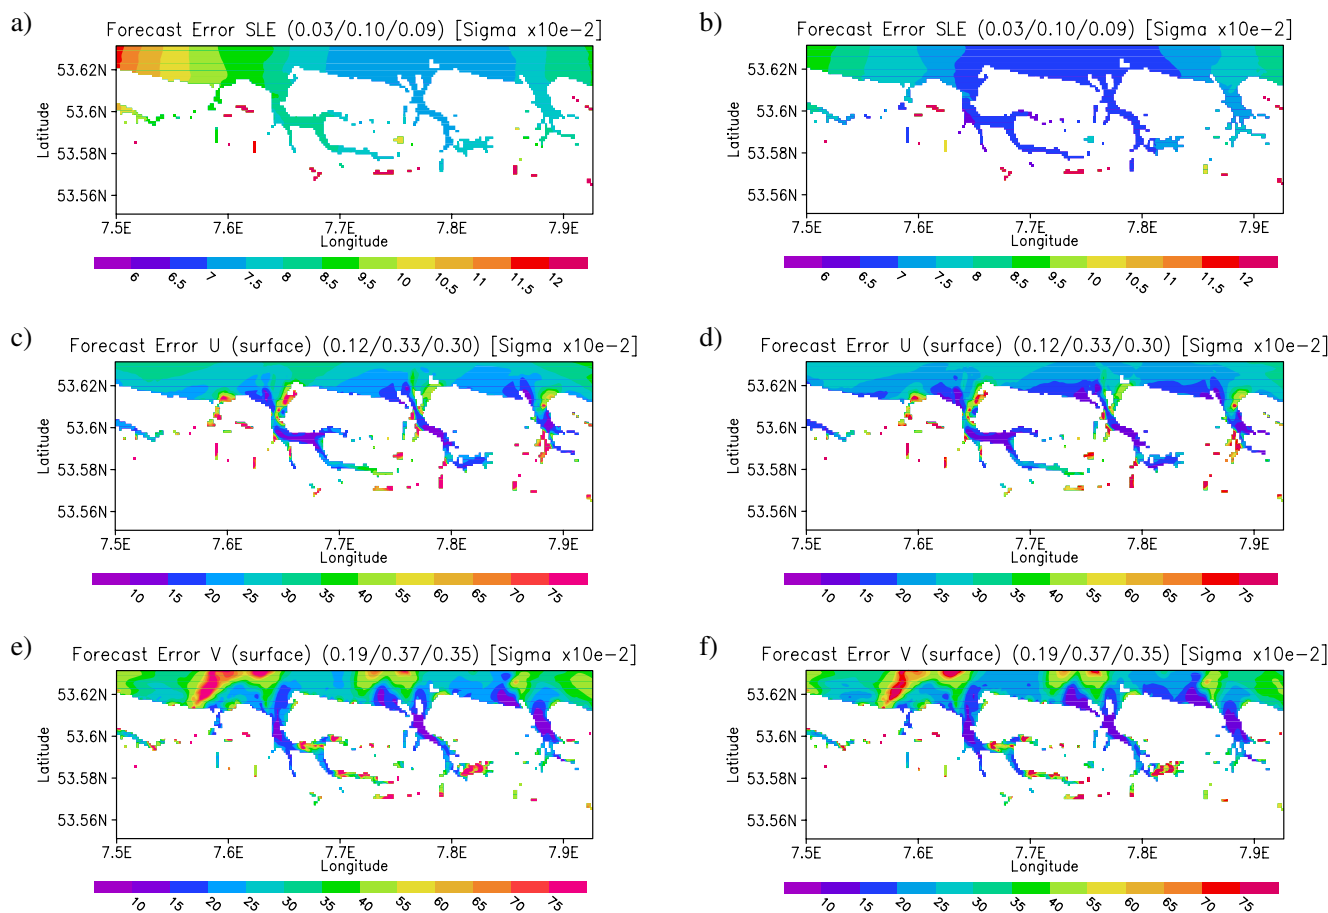 a)
Forecast Error SLE (0.03/0.10/0.09) [Sigma x10e-2]
53.62N
53.6N
53.58N
53.56N
Latitude
7.5E 7.6E 7.7E 7.8E 7.9E
Longitude
6 6.5 7 7.5 8 8.5 9.5 10 10.5 11 11.5 12
b)
Forecast Error SLE (0.03/0.10/0.09) [Sigma x10e-2]
53.62N
53.6N
53.58N
53.56N
Latitude
7.5E 7.6E 7.7E 7.8E 7.9E
Longitude
6 6.5 7 7.5 8 8.5 9.5 10 10.5 11 11.5 12
c)
Forecast Error U (surface) (0.12/0.33/0.30) [Sigma x10e-2]
53.62N
53.6N
53.58N
53.56N
Latitude
7.5E 7.6E 7.7E 7.8E 7.9E
Longitude
10 15 20 25 30 35 40 55 60 65 70 75
d)
Forecast Error U (surface) (0.12/0.33/0.30) [Sigma x10e-2]
53.62N
53.6N
53.58N
53.56N
Latitude
7.5E 7.6E 7.7E 7.8E 7.9E
Longitude
10 15 20 25 30 35 40 55 60 65 70 75
e)
Forecast Error V (surface) (0.19/0.37/0.35) [Sigma x10e-2]
53.62N
53.6N
53.58N
53.56N
Latitude
7.5E 7.6E 7.7E 7.8E 7.9E
Longitude
10 15 20 25 30 35 40 55 60 65 70 75
f)
Forecast Error V (surface) (0.19/0.37/0.35) [Sigma x10e-2]
53.62N
53.6N
53.58N
53.56N
Latitude
7.5E 7.6E 7.7E 7.8E 7.9E
Longitude
10 15 20 25 30 35 40 55 60 65 70 75